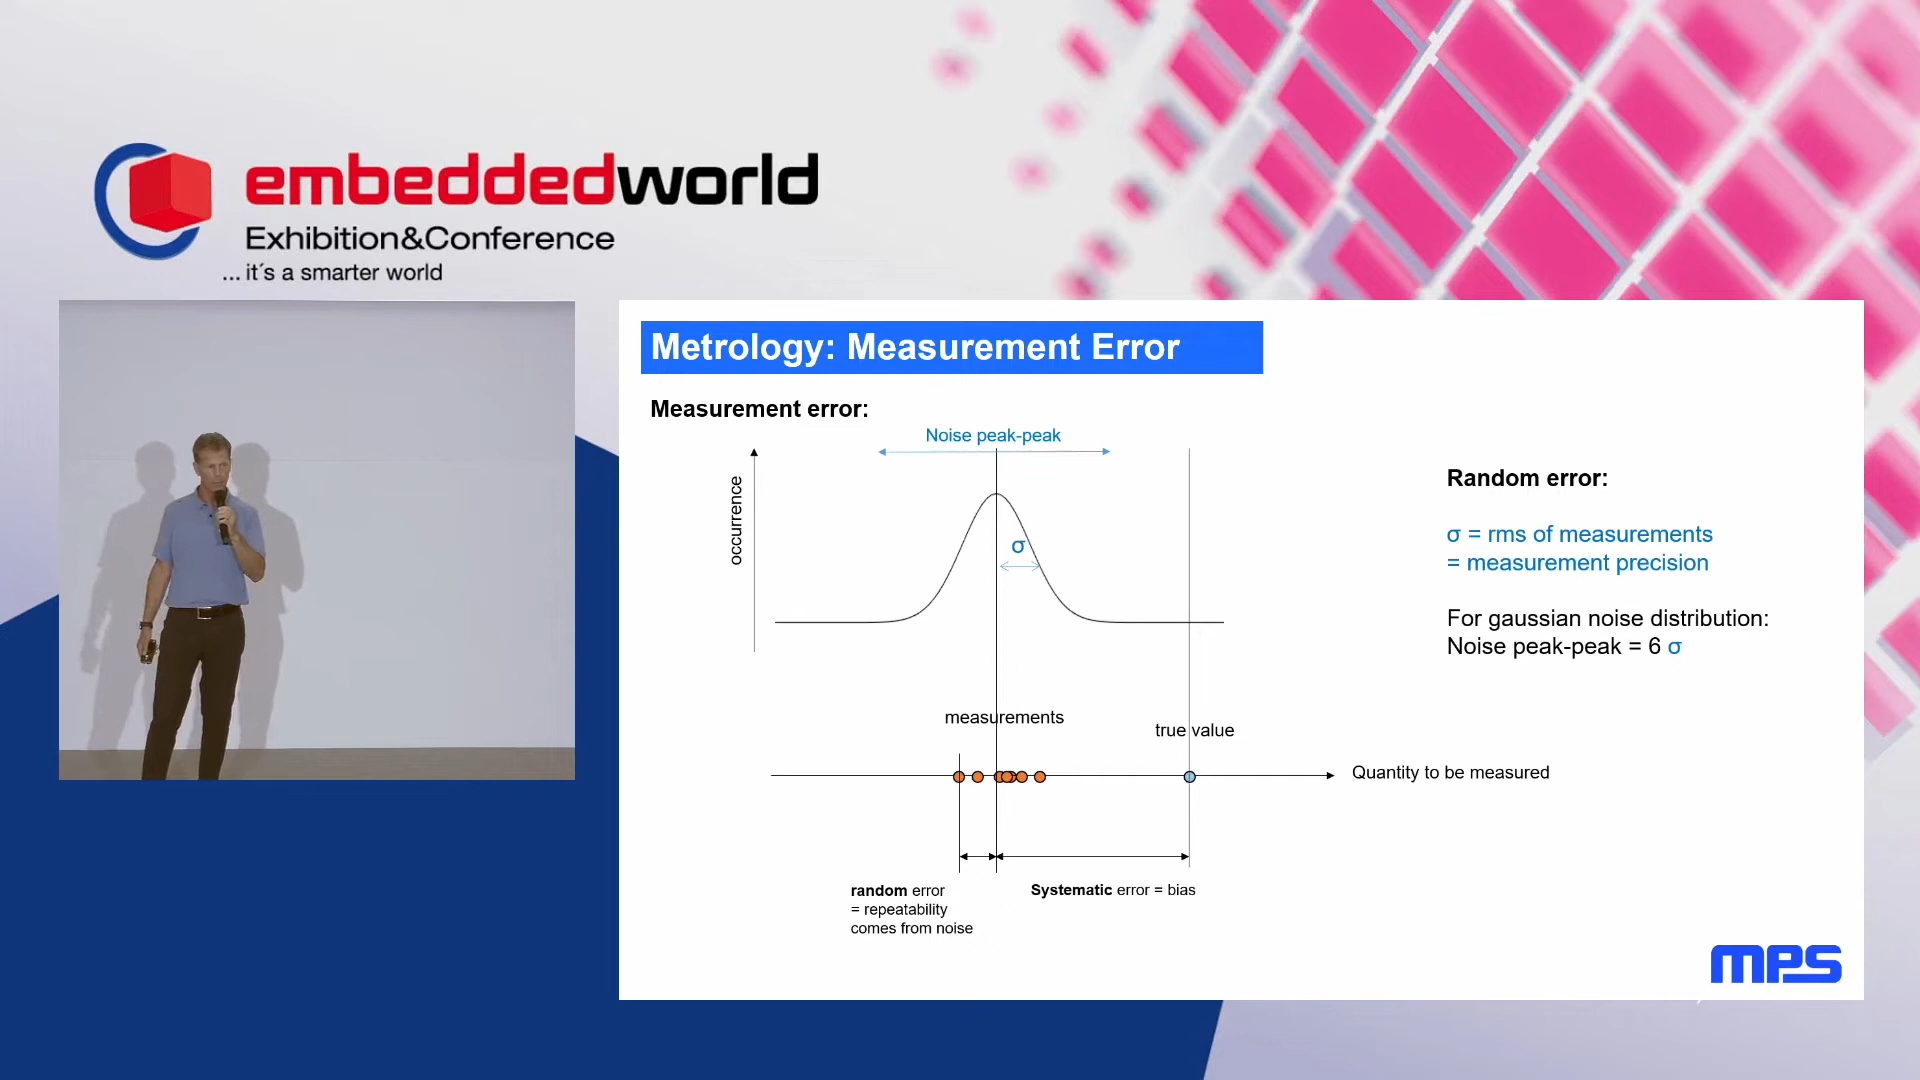 embeddedworld
Exhibition&Conference
... it´s a smarter world
Metrology: Measurement Error
Measurement error:
Noise peak-peak
occurrence
σ
Random error:
σ = rms of measurements
= measurement precision
For gaussian noise distribution:
Noise peak-peak = 6 σ
measurements
true value
Quantity to be measured
random error
= repeatability
comes from noise
Systematic error = bias
mps